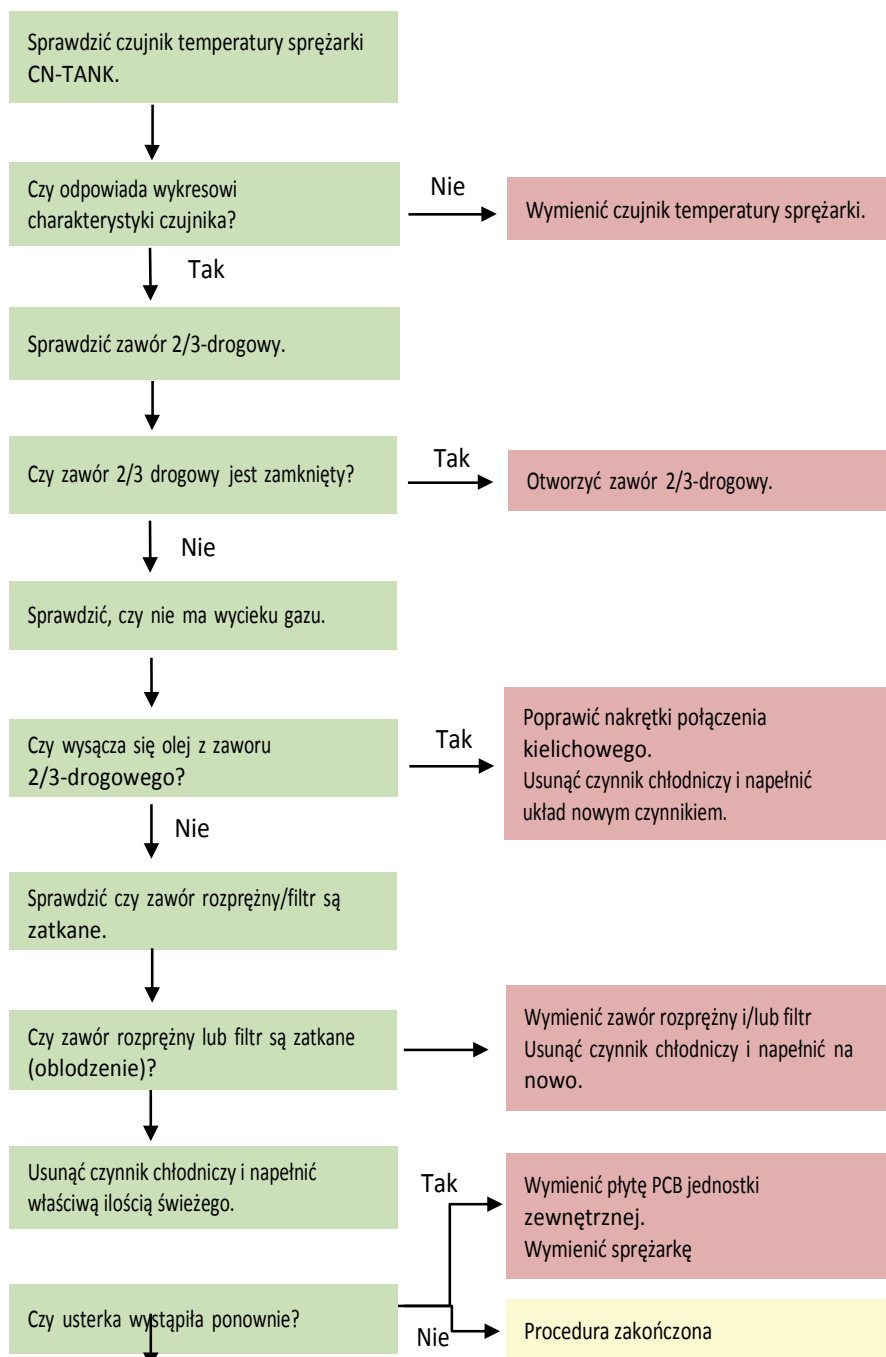 Sprawdzić czujnik temperatury sprężarki
CN-TANK.
Czy odpowiada wykresowi
charakterystyki czujnika?
Nie
Wymienić czujnik temperatury sprężarki.
Tak
Sprawdzić zawór 2/3-drogowy.
Czy zawór 2/3 drogowy jest zamknięty?
Tak
Otworzyć zawór 2/3-drogowy.
Nie
Sprawdzić, czy nie ma wycieku gazu.
Czy wysącza się olej z zaworu
2/3-drogowego?
Tak
Poprawić nakrętki połączenia
kielichowego.
Usunąć czynnik chłodniczy i napełnić
układ nowym czynnikiem.
Nie
Sprawdzić czy zawór rozprężny/filtr są
zatkane.
Czy zawór rozprężny lub filtr są zatkane
(oblodzenie)?
Wymienić zawór rozprężny i/lub filtr
Usunąć czynnik chłodniczy i napełnić na
nowo.
Usunąć czynnik chłodniczy i napełnić
właściwą ilością świeżego.
Tak
Wymienić płytę PCB jednostki
zewnętrznej.
Wymienić sprężarkę
Czy usterka wystąpiła ponownie?
Nie
Procedura zakończona